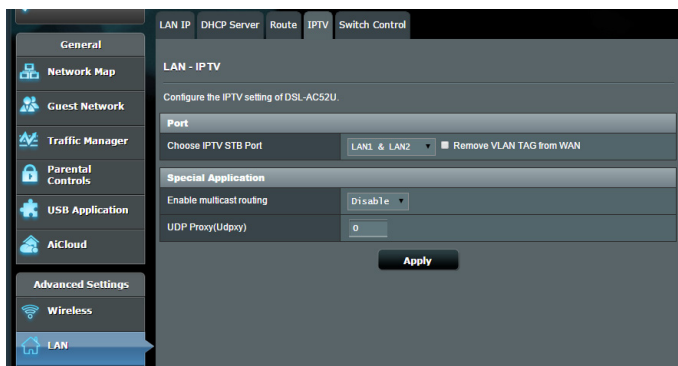 LAN IP DHCP Server Route IPTV Switch Control
General
Network Map
Guest Network
Traffic Manager
Parental
Controls
USB Application
AiCloud
Advanced Settings
Wireless
LAN
LAN - IPTV
Configure the IPTV setting of DSL-AC52U.
Port
Choose IPTV STB Port LAN1 & LAN2 Remove VLAN TAG from WAN
Special Application
Enable multicast routing Disable
UDP Proxy(Udpxy) 0
Apply